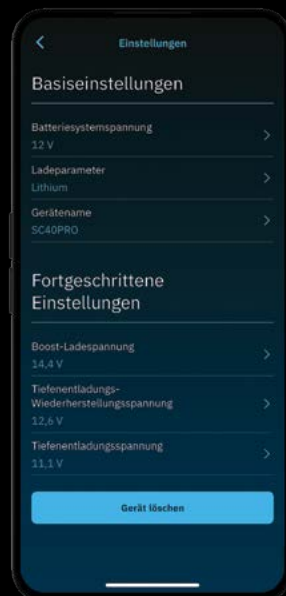 Einstellungen
Basiseinstellungen
Batteriesystemspannung
12 V
Ladeparameter
Lithium
Gerätename
SC40PRO
Fortgeschrittene
Einstellungen
Boost-Ladespannung
14,4 V
Tiefenentladungs-
Wiederherstellungsspannung
12,6 V
Tiefenentladungsspannung
11,1 V
Gerät löschen